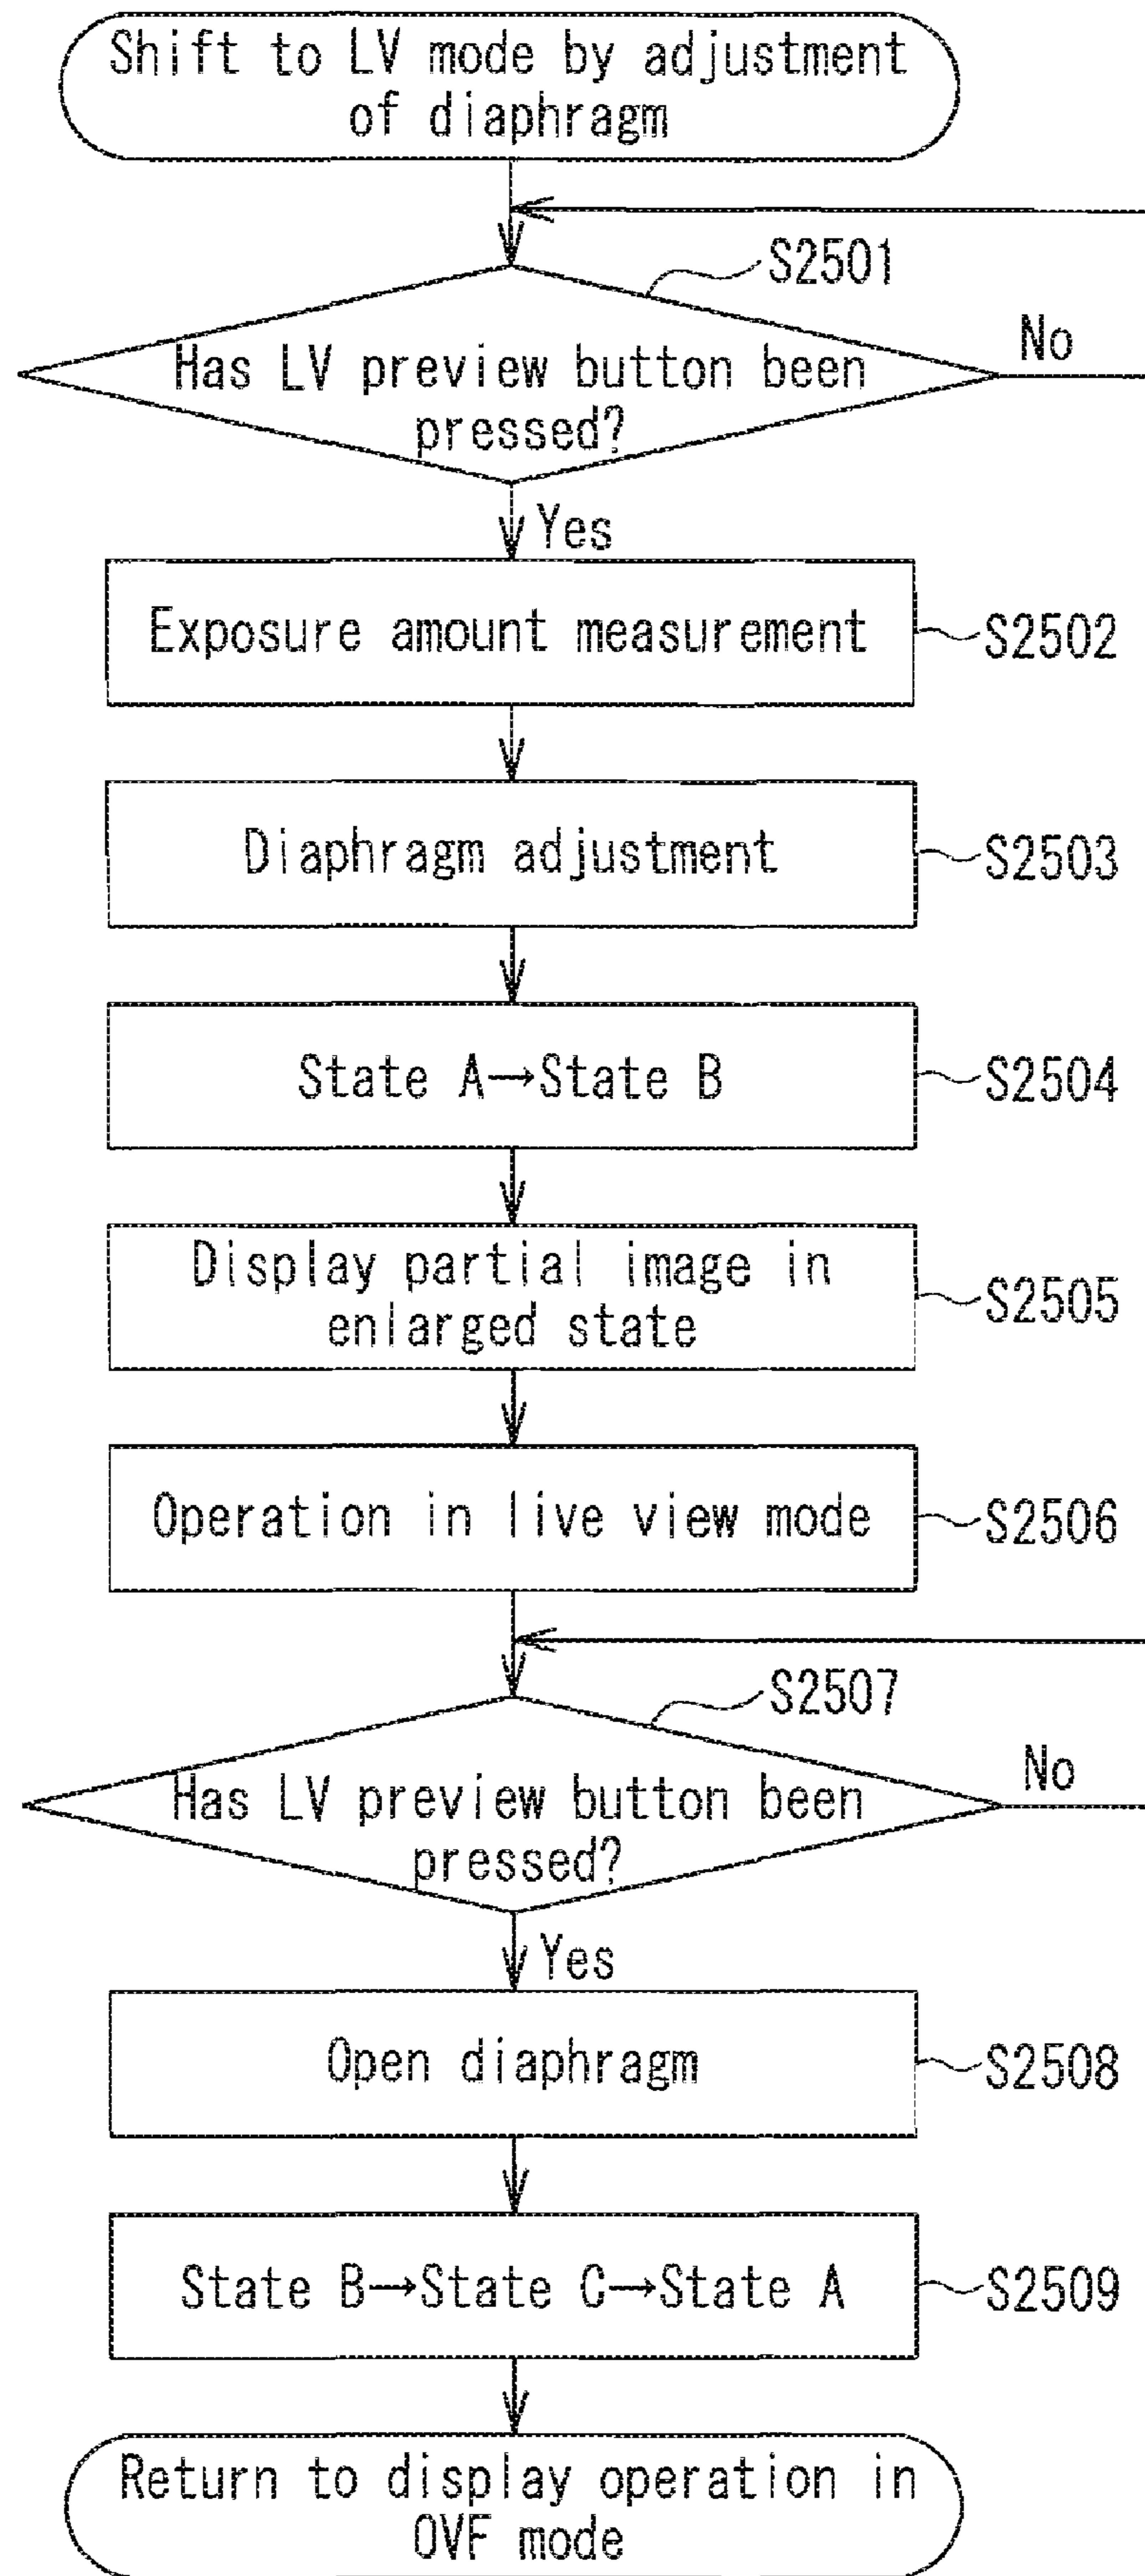 Shift to LV mode by adjustment
of diaphragm
S2501
No
Has LV preview button been
pressed?
Yes
Exposure amount measurement
S2502
Diaphragm adjustment
S2503
State A→State B
S2504
Display partial image in
enlarged state
S2505
Operation in live view mode
S2506
S2507
No
Has LV preview button been
pressed?
Yes
Open diaphragm
S2508
State B→State C→State A
S2509
Return to display operation in
OVF mode